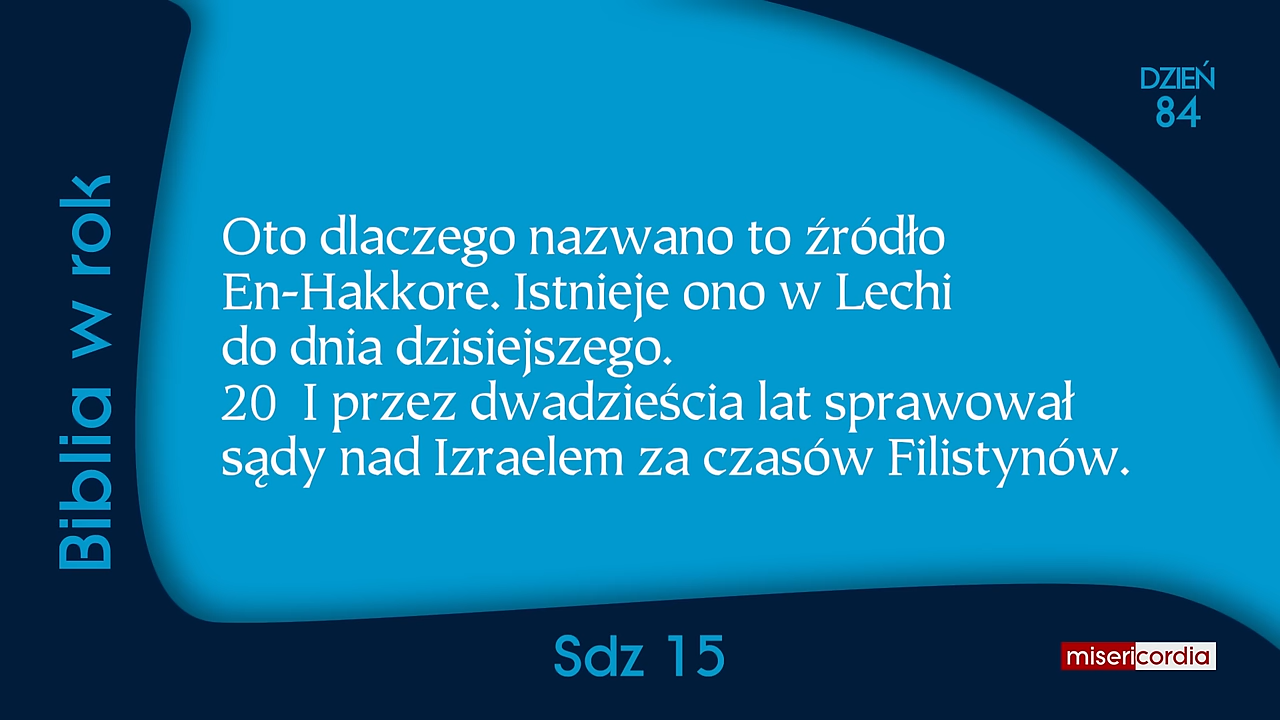 DZIEŃ
84
Biblia w rok
Oto dlaczego nazwano to źródło
En-Hakkore. Istnieje ono w Lechi
do dnia dzisiejszego.
20 I przez dwadzieścia lat sprawował
sądy nad Izraelem za czasów Filistynów.
Sdz 15
misericordia